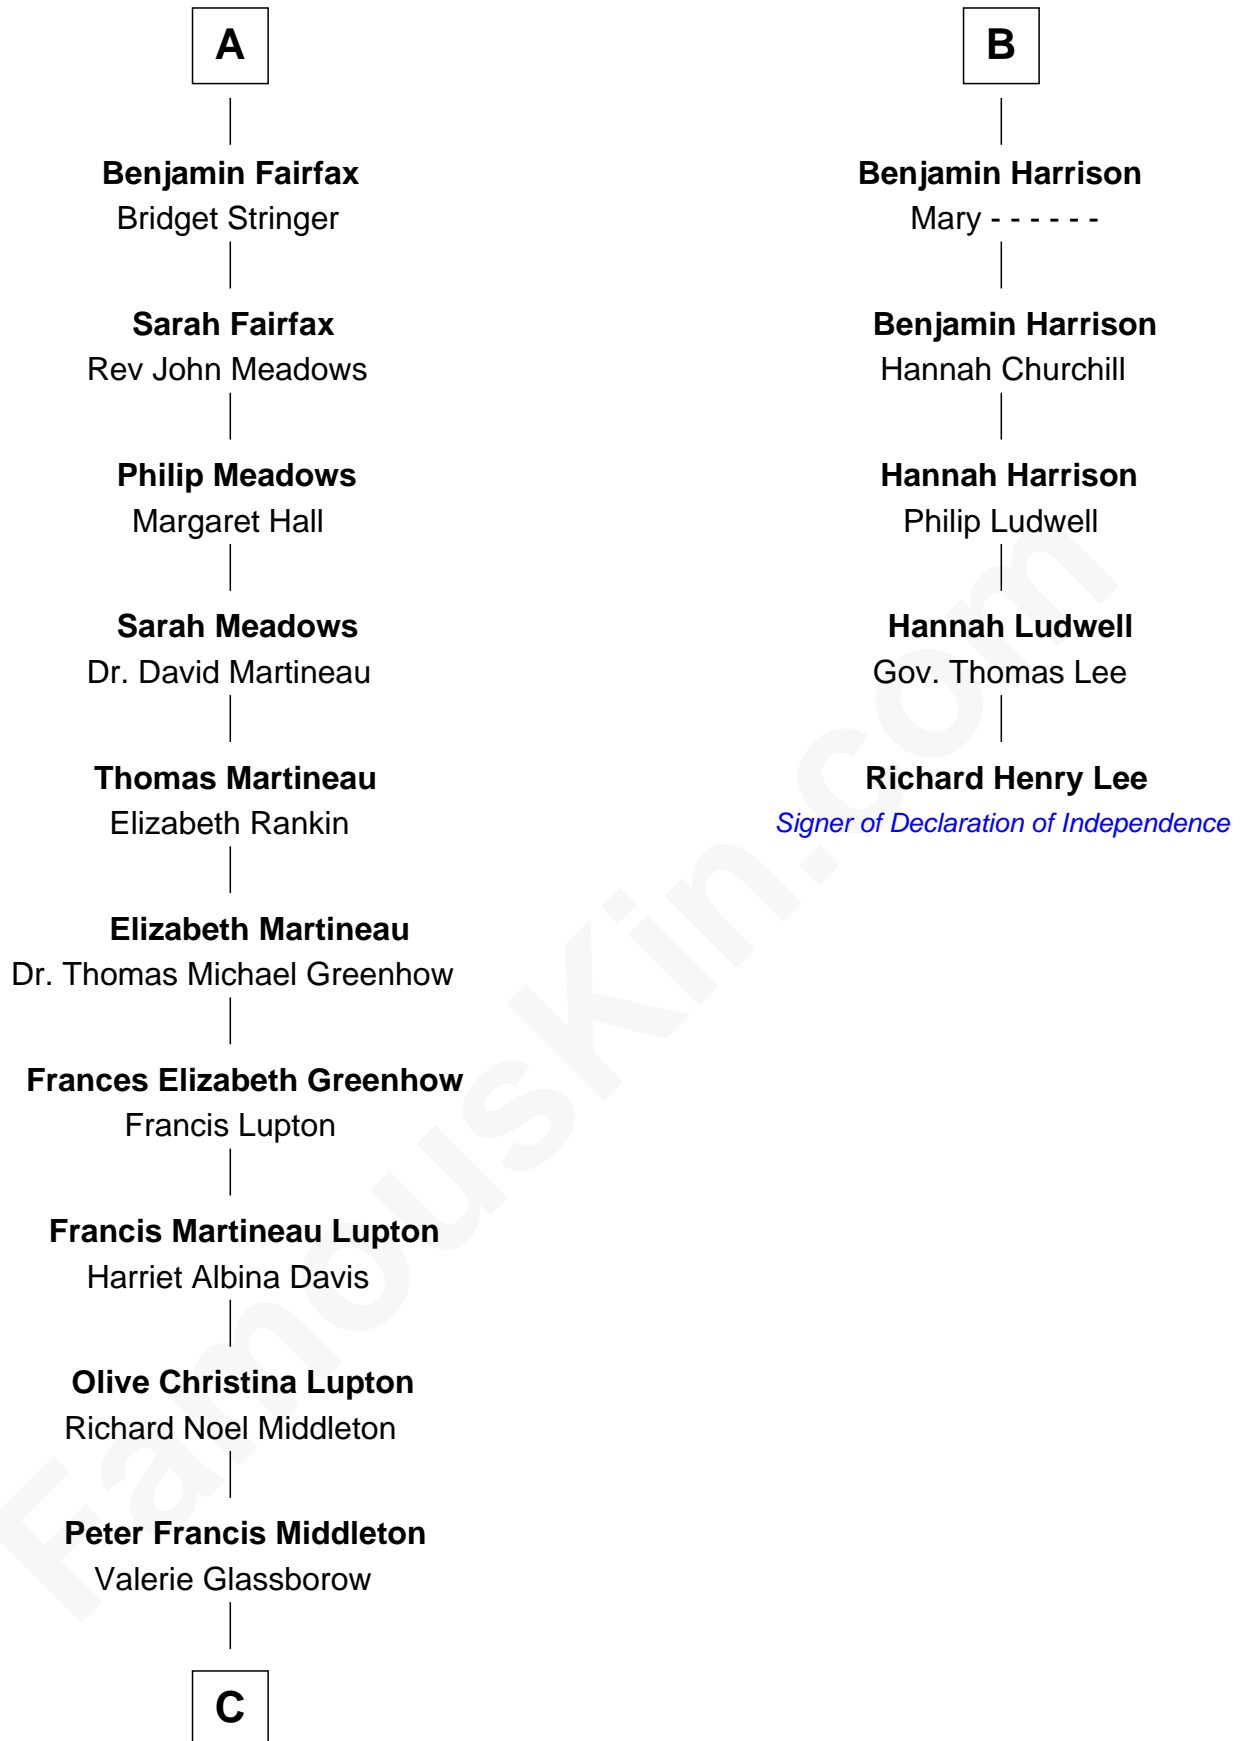 A
Benjamin Fairfax
Bridget Stringer
Sarah Fairfax
Rev John Meadows
Philip Meadows
Margaret Hall
Sarah Meadows
Dr. David Martineau
Thomas Martineau
Elizabeth Rankin
Elizabeth Martineau
Dr. Thomas Michael Greenhow
Frances Elizabeth Greenhow
Francis Lupton
Francis Martineau Lupton
Harriet Albina Davis
Olive Christina Lupton
Richard Noel Middleton
Peter Francis Middleton
Valerie Glassborow
C
B
Benjamin Harrison
Mary - - - - - -
Benjamin Harrison
Hannah Churchill
Hannah Harrison
Philip Ludwell
Hannah Ludwell
Gov. Thomas Lee
Richard Henry Lee
Signer of Declaration of Independence
FamousKin.com